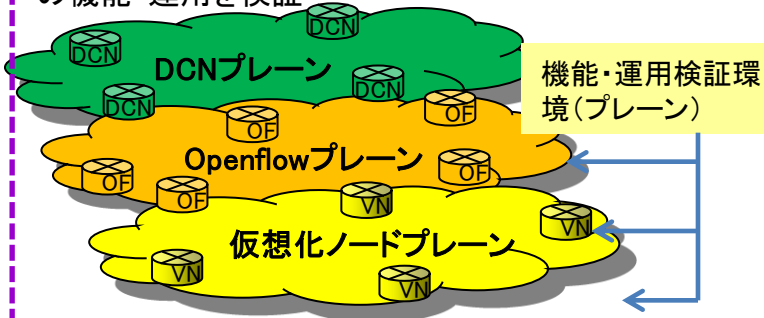 の機能・運用を検証
DCN
DCN
DCNプレーン
DCN
DCN
機能・運用検証環
境(プレーン)
OF
OF
Openflowプレーン
OF
OF
OF
VN
VN
仮想化ノードプレーン
VN
VN